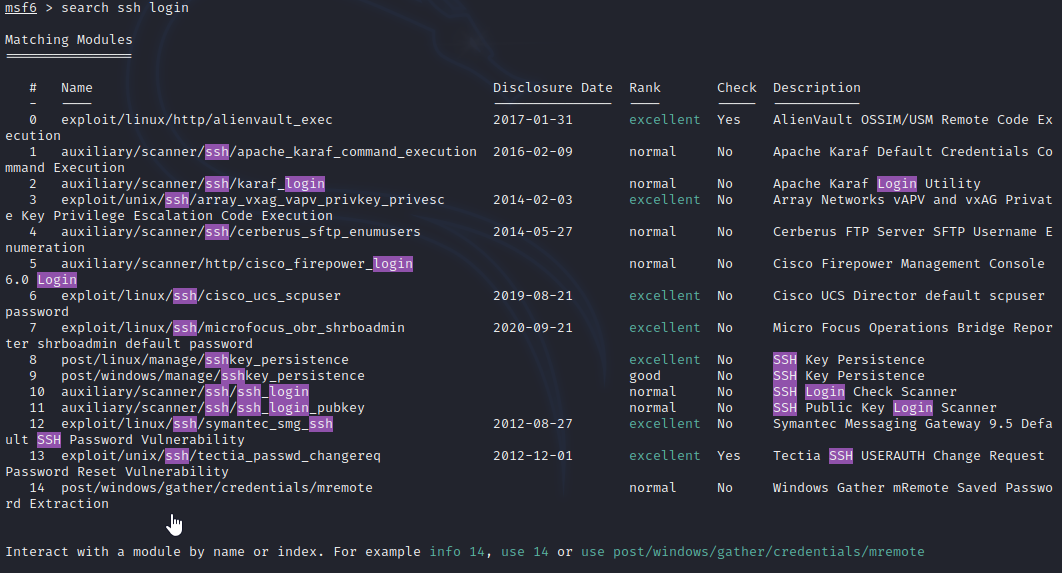 msf6 > search ssh login
Matching Modules
================
# Name Disclosure Date Rank Check Description
- ---- --------------- ---- ----- -----------
0 exploit/linux/http/alienvault_exec 2017-01-31 excellent Yes AlienVault OSSIM/USM Remote Code Ex
ecution
1 auxiliary/scanner/ssh/apache_karaf_command_execution 2016-02-09 normal No Apache Karaf Default Credentials Co
mmand Execution
2 auxiliary/scanner/ssh/karaf_login normal No Apache Karaf Login Utility
3 exploit/unix/ssh/array_vxag_vapv_privkey_privesc 2014-02-03 excellent No Array Networks vAPV and vxAG Privat
e Key Privilege Escalation Code Execution
4 auxiliary/scanner/ssh/cerberus_sftp_enumusers 2014-05-27 normal No Cerberus FTP Server SFTP Username E
numeration
5 auxiliary/scanner/http/cisco_firepower_login normal No Cisco Firepower Management Console
6.0 Login
6 exploit/linux/ssh/cisco_ucs_scpuser 2019-08-21 excellent No Cisco UCS Director default scpuser
password
7 exploit/linux/ssh/microfocus_obr_shrboadmin 2020-09-21 excellent No Micro Focus Operations Bridge Repor
ter shrboadmin default password
8 post/linux/manage/sshkey_persistence excellent No SSH Key Persistence
9 post/windows/manage/sshkey_persistence good No SSH Key Persistence
10 auxiliary/scanner/ssh/ssh_login normal No SSH Login Check Scanner
11 auxiliary/scanner/ssh/ssh_login_pubkey normal No SSH Public Key Login Scanner
12 exploit/linux/ssh/symantec_smg_ssh 2012-08-27 excellent No Symantec Messaging Gateway 9.5 Defa
ult SSH Password Vulnerability
13 exploit/unix/ssh/tectia_passwd_changereq 2012-12-01 excellent Yes Tectia SSH USERAUTH Change Request
Password Reset Vulnerability
14 post/windows/gather/credentials/mremote normal No Windows Gather mRemote Saved Passwo
rd Extraction
Interact with a module by name or index. For example info 14, use 14 or use post/windows/gather/credentials/mremote